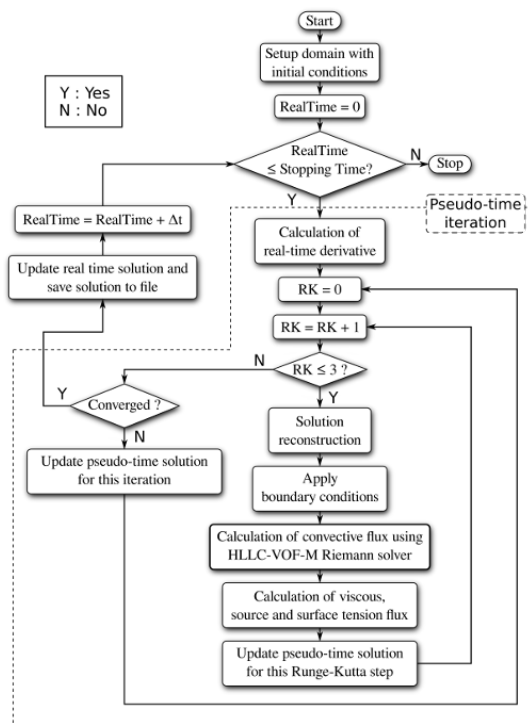 Start
Setup domain with
initial conditions
Y : Yes
N : No
RealTime = 0
RealTime
≤ Stopping Time?
N
Stop
Y
Pseudo-time
iteration
RealTime = RealTime + Δt
Calculation of
real-time derivative
Update real time solution and
save solution to file
RK = 0
RK = RK + 1
N
RK ≤ 3 ?
Y
Converged ?
Y
N
Solution
reconstruction
Update pseudo-time solution
for this iteration
Apply
boundary conditions
Calculation of convective flux using
HLLC-VOF-M Riemann solver
Calculation of viscous,
source and surface tension flux
Update pseudo-time solution
for this Runge-Kutta step